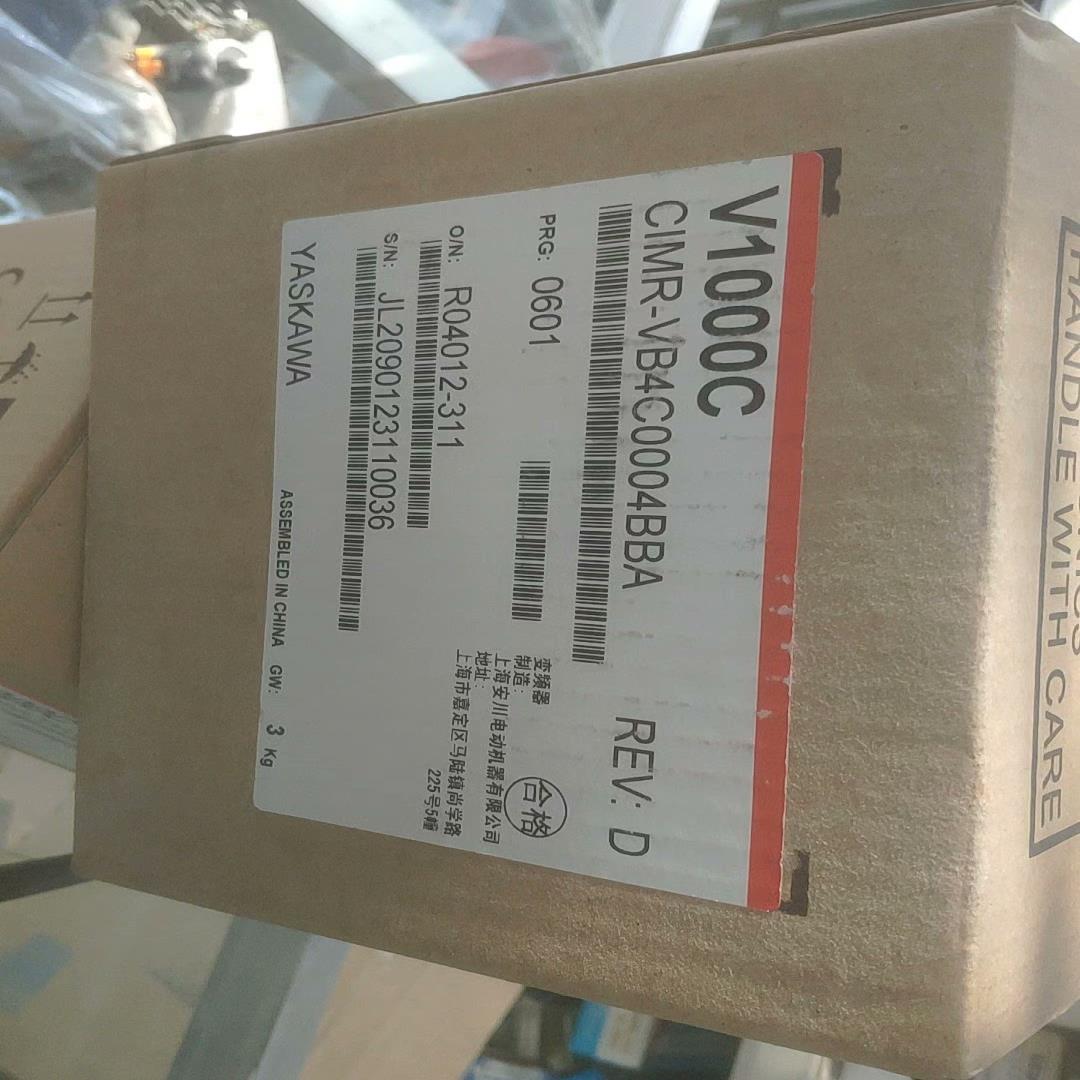 V1000C
CIMR-VB4C0004BBA
REV: D
PRG: 0601
O/N: R04012-311
S/N: JL20901231110036
变频器
制造:
上海安川电动机器有限公司
地址:
上海市嘉定区马陆镇尚学路
225号5幢
合格
YASKAWA
ASSEMBLED IN CHINA GW: 3 Kg
HANDLE WITH CARE